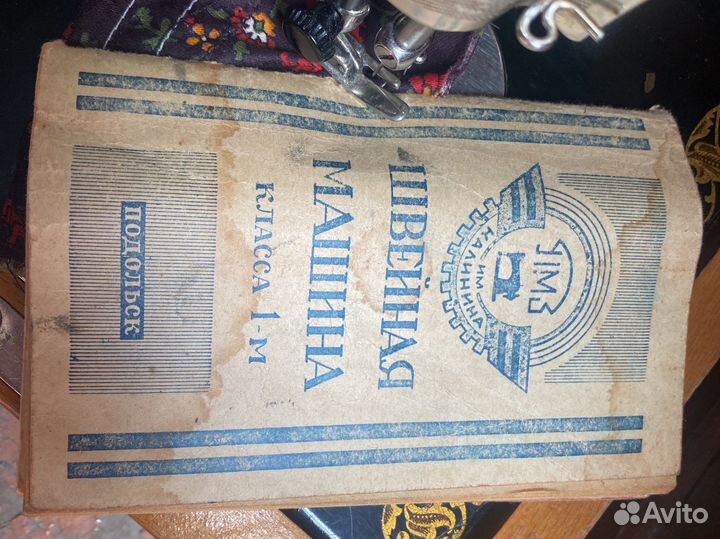 ПМЗ
ИМ.
КАЛИНИНА
ШВЕЙНАЯ
МАШИНА
КЛАССА 1-М
ПОДОЛЬСК
Avito